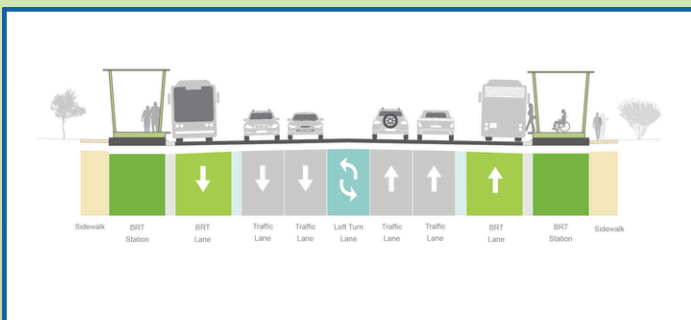 Sidewalk
BRT
Station
BRT
Lane
Traffic
Lane
Traffic
Lane
Left Turn
Lane
Traffic
Lane
Traffic
Lane
BRT
Lane
BRT
Station
Sidewalk